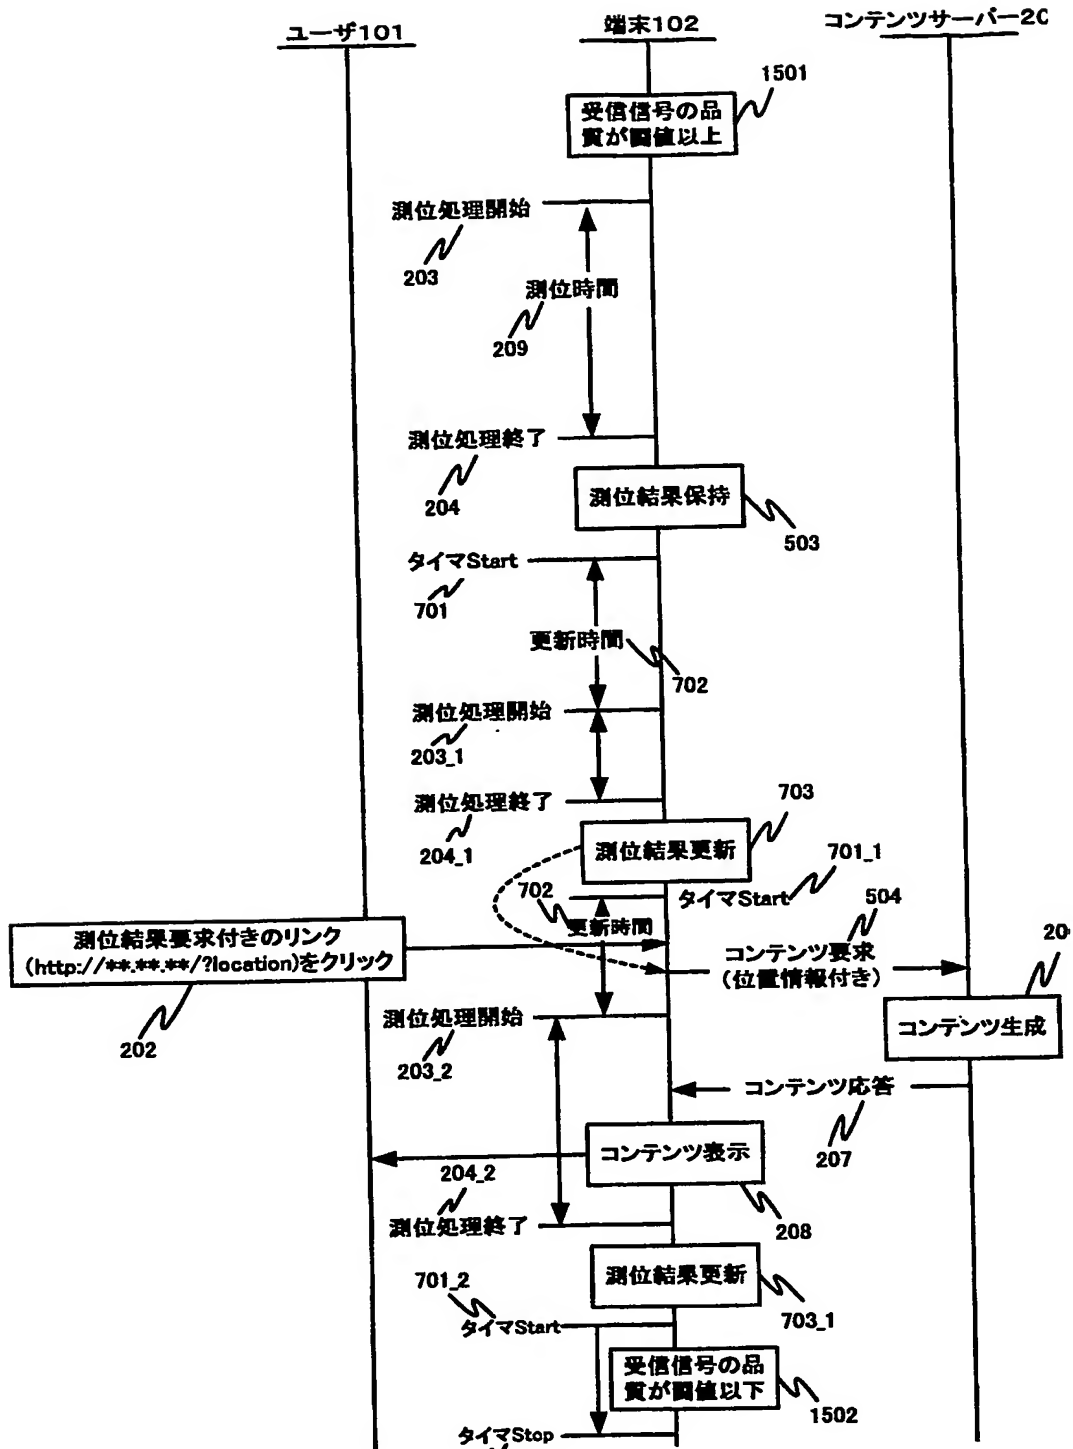 ユーザ101
端末102
コンテンツサーバー20
1501
受信信号の品
質が閾値以上
測位処理開始
203
測位時間
209
測位処理終了
204
測位結果保持
503
タイマStart
701
更新時間
702
測位処理開始
203_1
測位処理終了
204_1
703
測位結果更新
701_1
タイマStart
702
更新時間
504
測位結果要求付きのリンク
(http://**.**.**/?location)をクリック
202
コンテンツ要求
(位置情報付き)
20
コンテンツ生成
測位処理開始
203_2
コンテンツ応答
207
コンテンツ表示
208
204_2
測位処理終了
測位結果更新
703_1
701_2
タイマStart
受信信号の品
質が閾値以下
1502
タイマStop